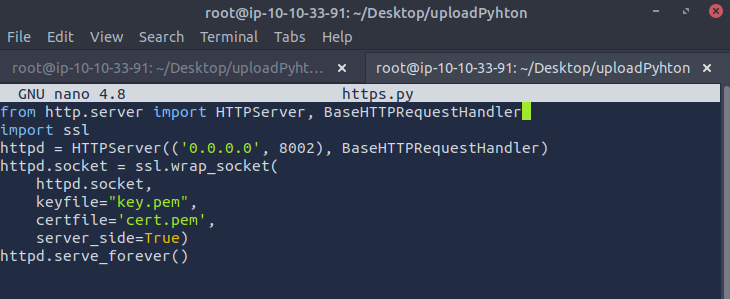 root@ip-10-10-33-91: ~/Desktop/uploadPyhton
File Edit View Search Terminal Tabs Help
root@ip-10-10-33-91: ~/Desktop/uploadPyht... × root@ip-10-10-33-91: ~/Desktop/uploadPyhton ×
GNU nano 4.8 https.py
from http.server import HTTPServer, BaseHTTPRequestHandler
import ssl
httpd = HTTPServer(('0.0.0.0', 8002), BaseHTTPRequestHandler)
httpd.socket = ssl.wrap_socket(
    httpd.socket,
    keyfile="key.pem",
    certfile='cert.pem',
    server_side=True)
httpd.serve_forever()